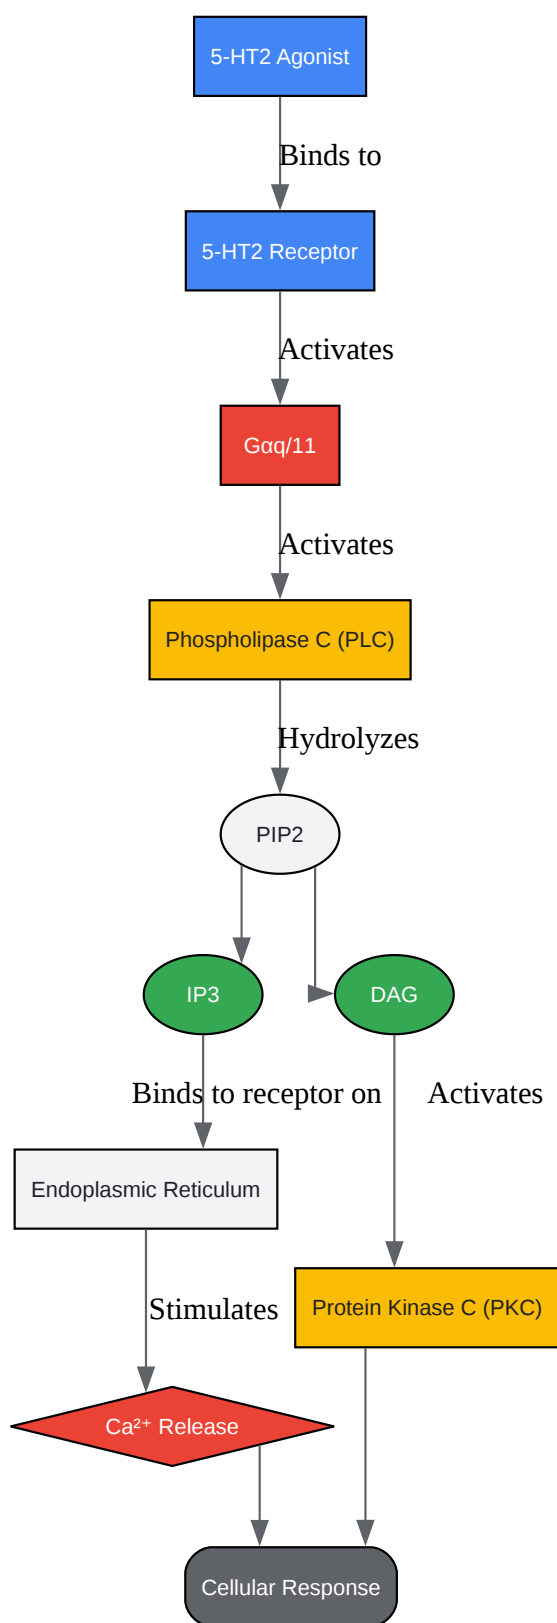 5-HT2 Agonist
Binds to
5-HT2 Receptor
Activates
Gαq/11
Activates
Phospholipase C (PLC)
Hydrolyzes
PIP2
IP3
DAG
Binds to receptor on
Activates
Endoplasmic Reticulum
Stimulates
Protein Kinase C (PKC)
Ca²⁺ Release
Cellular Response